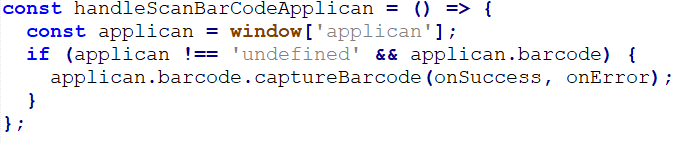 const handleScanBarCodeApplican = () => {
  const applican = window['applican'];
  if (applican !== 'undefined' && applican.barcode) {
    applican.barcode.captureBarcode(onSuccess, onError);
  }
};